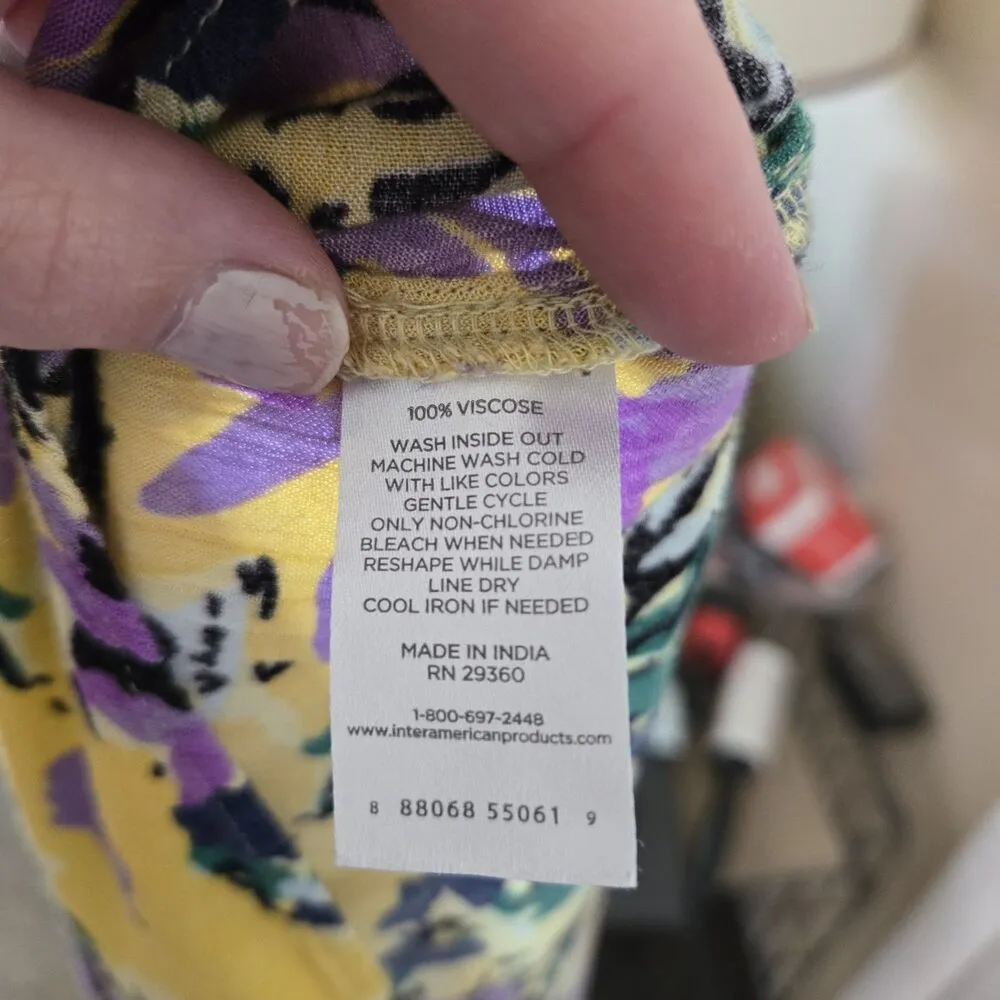 100% VISCOSE
WASH INSIDE OUT
MACHINE WASH COLD
WITH LIKE COLORS
GENTLE CYCLE
ONLY NON-CHLORINE
BLEACH WHEN NEEDED
RESHAPE WHILE DAMP
LINE DRY
COOL IRON IF NEEDED
MADE IN INDIA
RN 29360
1-800-697-2448
www.interamericanproducts.com
8 88068 55061 9